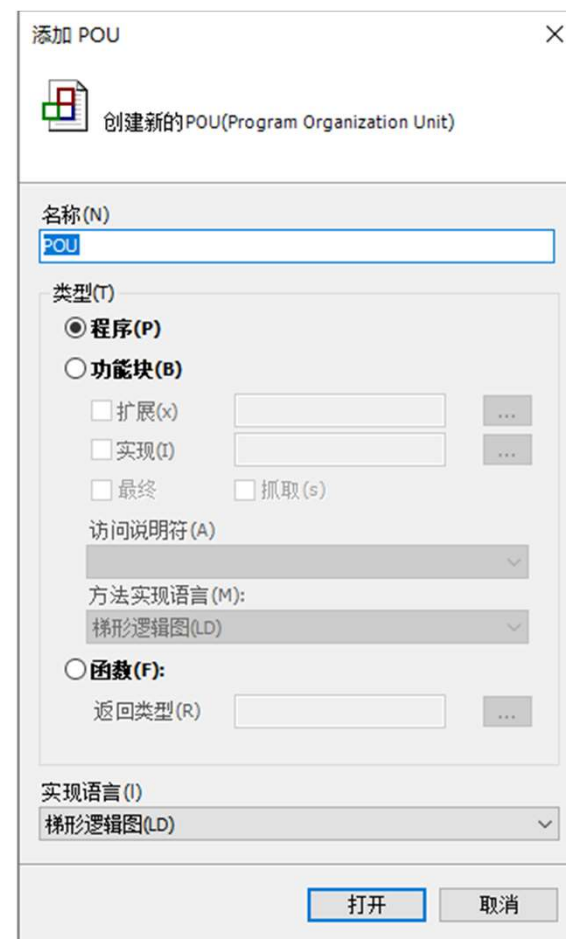 添加 POU
创建新的POU(Program Organization Unit)
名称(N)
POU
类型(T)
程序(P)
功能块(B)
扩展(x)
...
实现(I)
...
最终 抓取(s)
访问说明符(A)
方法实现语言(M):
梯形逻辑图(LD)
函数(F):
返回类型(R)
...
实现语言(I)
梯形逻辑图(LD)
打开 取消